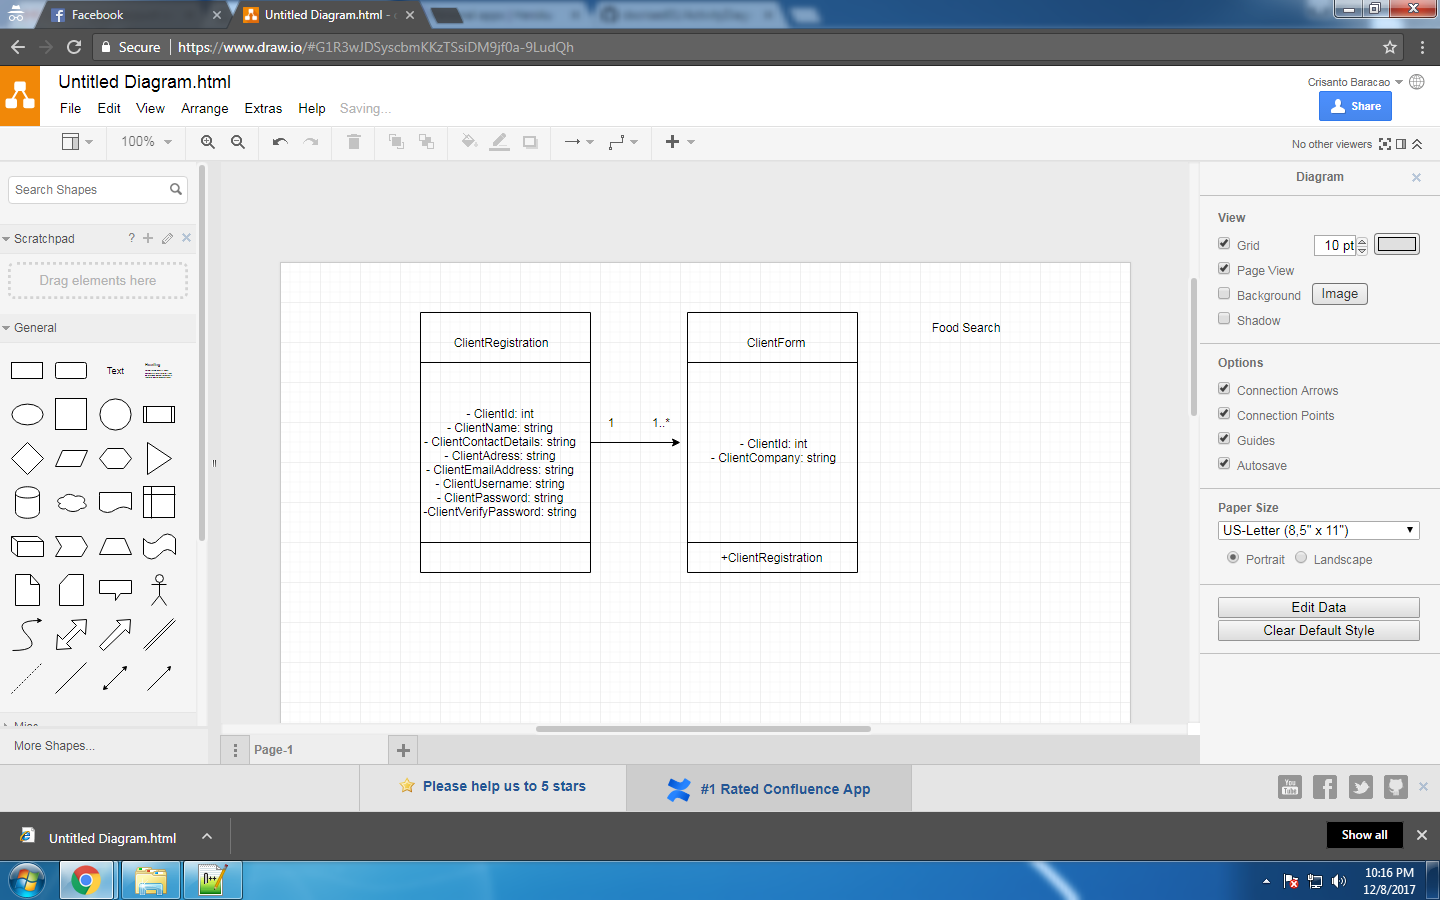 Facebook
Untitled Diagram.html -
Secure
https://www.draw.io/#G1R3wJDSyscbmKKzTSsiDM9jf0a-9LudQh
Untitled Diagram.html
Crisanto Baracao
File Edit View Arrange Extras Help Saving...
Share
100%
No other viewers
Search Shapes
Scratchpad
?
Drag elements here
General
Text
Heading
More Shapes...
ClientRegistration
- ClientId: int
- ClientName: string
- ClientContactDetails: string
- ClientAdress: string
- ClientEmailAddress: string
- ClientUsername: string
- ClientPassword: string
-ClientVerifyPassword: string
1 1..*
ClientForm
- ClientId: int
- ClientCompany: string
+ClientRegistration
Food Search
Diagram
View
Grid 10 pt
Page View
Background Image
Shadow
Options
Connection Arrows
Connection Points
Guides
Autosave
Paper Size
US-Letter (8,5" x 11")
Portrait Landscape
Edit Data
Clear Default Style
Page-1
Please help us to 5 stars
#1 Rated Confluence App
You Tube
Untitled Diagram.html
Show all
10:16 PM
12/8/2017